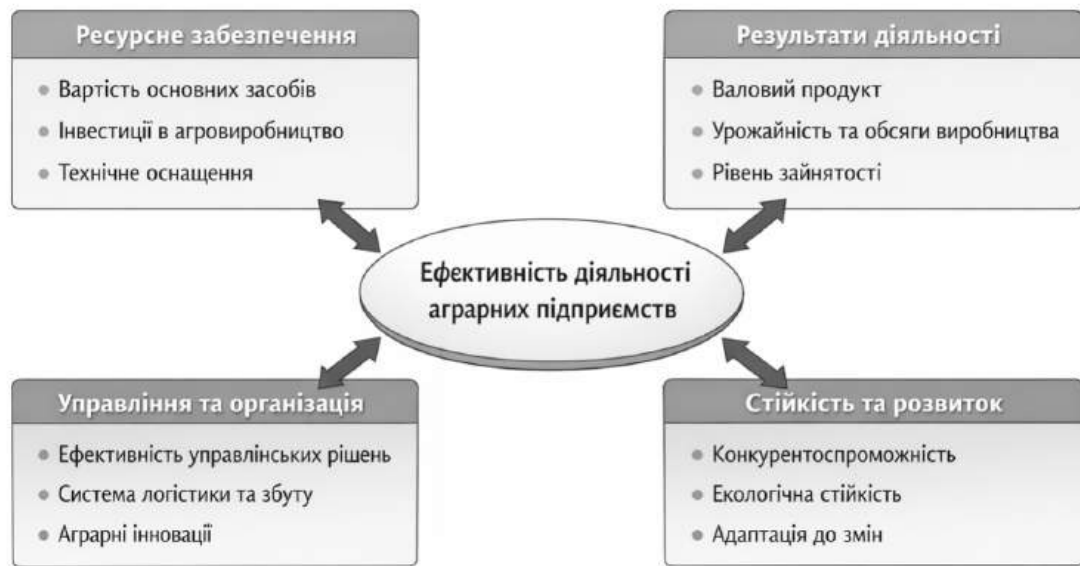 Ресурсне забезпечення
Вартість основних засобів
Інвестиції в агровиробництво
Технічне оснащення
Результати діяльності
Валовий продукт
Урожайність та обсяги виробництва
Рівень зайнятості
Ефективність діяльності
аграрних підприємств
Управління та організація
Ефективність управлінських рішень
Система логістики та збуту
Аграрні інновації
Стійкість та розвиток
Конкурентоспроможність
Екологічна стійкість
Адаптація до змін